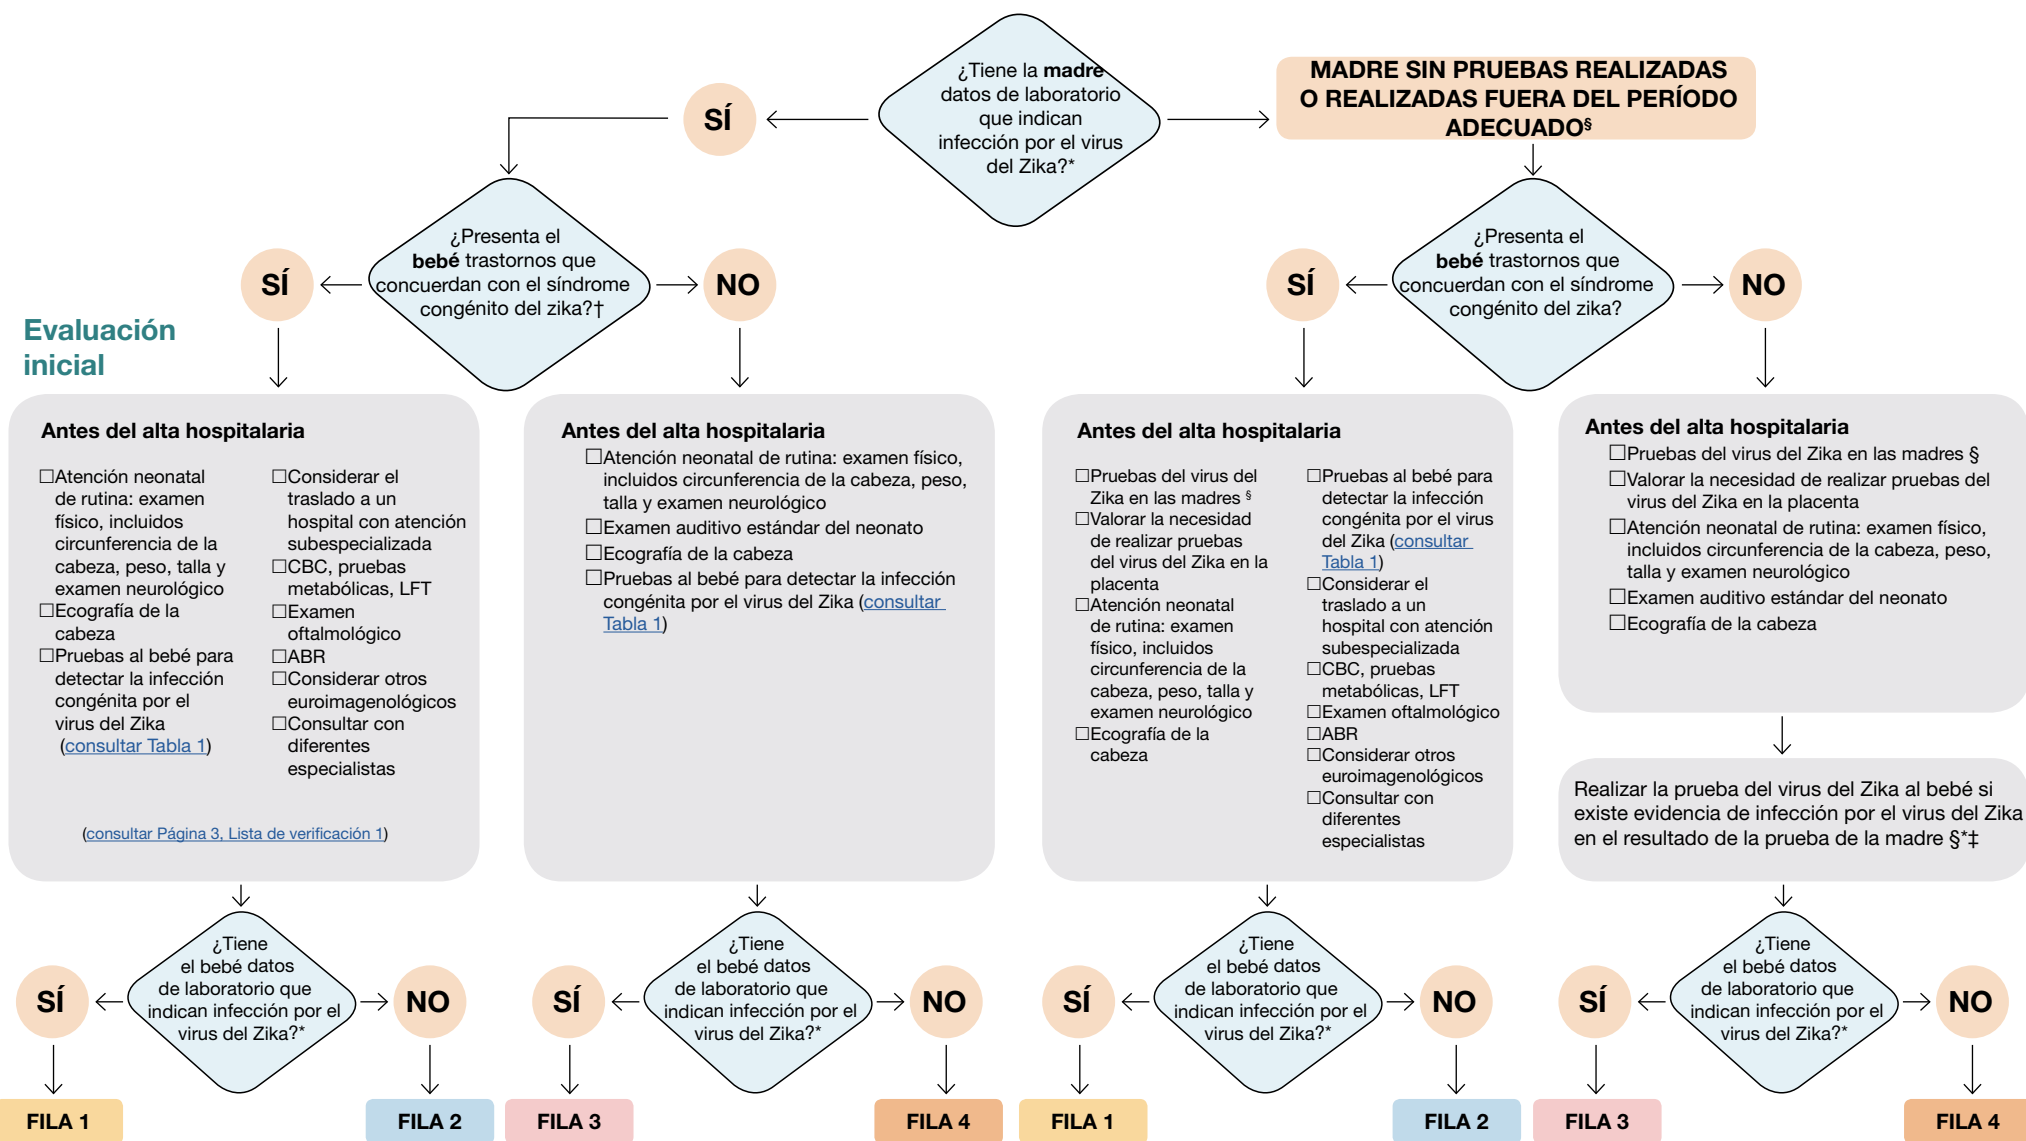 ¿Tiene la madre
datos de laboratorio
que indican
infección por el virus
del Zika?*
SÍ
MADRE SIN PRUEBAS REALIZADAS
O REALIZADAS FUERA DEL PERÍODO
ADECUADO§
¿Presenta el
bebé trastornos que
concuerdan con el síndrome
congénito del zika?†
SÍ
NO
¿Presenta el
bebé trastornos que
concuerdan con el síndrome
congénito del zika?
SÍ
NO
Evaluación
inicial
Antes del alta hospitalaria
☐Atención neonatal
de rutina: examen
físico, incluidos
circunferencia de la
cabeza, peso, talla y
examen neurológico
☐Ecografía de la
cabeza
☐Pruebas al bebé para
detectar la infección
congénita por el
virus del Zika
(consultar Tabla 1)
☐Considerar el
traslado a un
hospital con atención
subespecializada
☐CBC, pruebas
metabólicas, LFT
☐Examen
oftalmológico
☐ABR
☐Considerar otros
euroimagenológicos
☐Consultar con
diferentes
especialistas
(consultar Página 3, Lista de verificación 1)
Antes del alta hospitalaria
☐Atención neonatal de rutina: examen físico,
incluidos circunferencia de la cabeza, peso,
talla y examen neurológico
☐Examen auditivo estándar del neonato
☐Ecografía de la cabeza
☐Pruebas al bebé para detectar la infección
congénita por el virus del Zika (consultar
Tabla 1)
Antes del alta hospitalaria
☐Pruebas del virus del
Zika en las madres §
☐Valorar la necesidad
de realizar pruebas
del virus del Zika en la
placenta
☐Atención neonatal
de rutina: examen
físico, incluidos
circunferencia de la
cabeza, peso, talla y
examen neurológico
☐Ecografía de la
cabeza
☐Pruebas al bebé para
detectar la infección
congénita por el virus
del Zika (consultar
Tabla 1)
☐Considerar el
traslado a un
hospital con atención
subespecializada
☐CBC, pruebas
metabólicas, LFT
☐Examen oftalmológico
☐ABR
☐Considerar otros
euroimagenológicos
☐Consultar con
diferentes
especialistas
Antes del alta hospitalaria
☐Pruebas del virus del Zika en las madres §
☐Valorar la necesidad de realizar pruebas del
virus del Zika en la placenta
☐Atención neonatal de rutina: examen físico,
incluidos circunferencia de la cabeza, peso,
talla y examen neurológico
☐Examen auditivo estándar del neonato
☐Ecografía de la cabeza
Realizar la prueba del virus del Zika al bebé si
existe evidencia de infección por el virus del Zika
en el resultado de la prueba de la madre §*‡
¿Tiene
el bebé datos
de laboratorio que
indican infección por el
virus del Zika?*
SÍ
NO
¿Tiene
el bebé datos
de laboratorio que
indican infección por el
virus del Zika?*
SÍ
NO
¿Tiene
el bebé datos
de laboratorio que
indican infección por el
virus del Zika?*
SÍ
NO
¿Tiene
el bebé datos
de laboratorio que
indican infección por el
virus del Zika?*
SÍ
NO
FILA 1
FILA 2
FILA 3
FILA 4
FILA 1
FILA 2
FILA 3
FILA 4